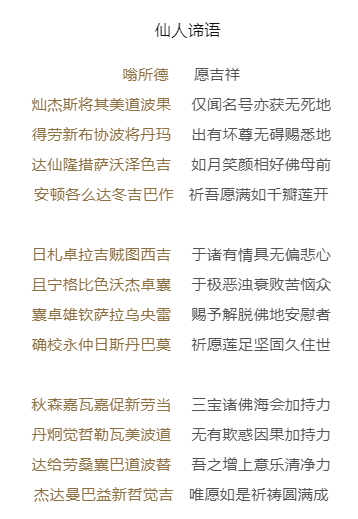 仙人谛语
嗡所德 愿吉祥
灿杰斯将其美道波果 仅闻名号亦获无死地
得劳新布协波将丹玛 出有坏尊无碍赐悉地
达仙隆措萨沃泽色吉 如月笑颜相好佛母前
安顿各么达冬吉巴作 祈吾愿满如千瓣莲开
日札卓拉吉贼图西吉 于诸有情具无偏悲心
且宁格比色沃杰卓襄 于极恶浊衰败苦恼众
襄卓雄钦萨拉乌央雷 赐予解脱佛地安慰者
确校永仲日斯丹巴莫 祈愿莲足坚固久住世
秋森嘉瓦嘉促新劳当 三宝诸佛海会加持力
丹炯觉哲勒瓦美波道 无有欺惑因果加持力
达给劳桑襄巴道波替 吾之增上意乐清净力
杰达曼巴益新哲觉吉 唯愿如是祈祷圆满成